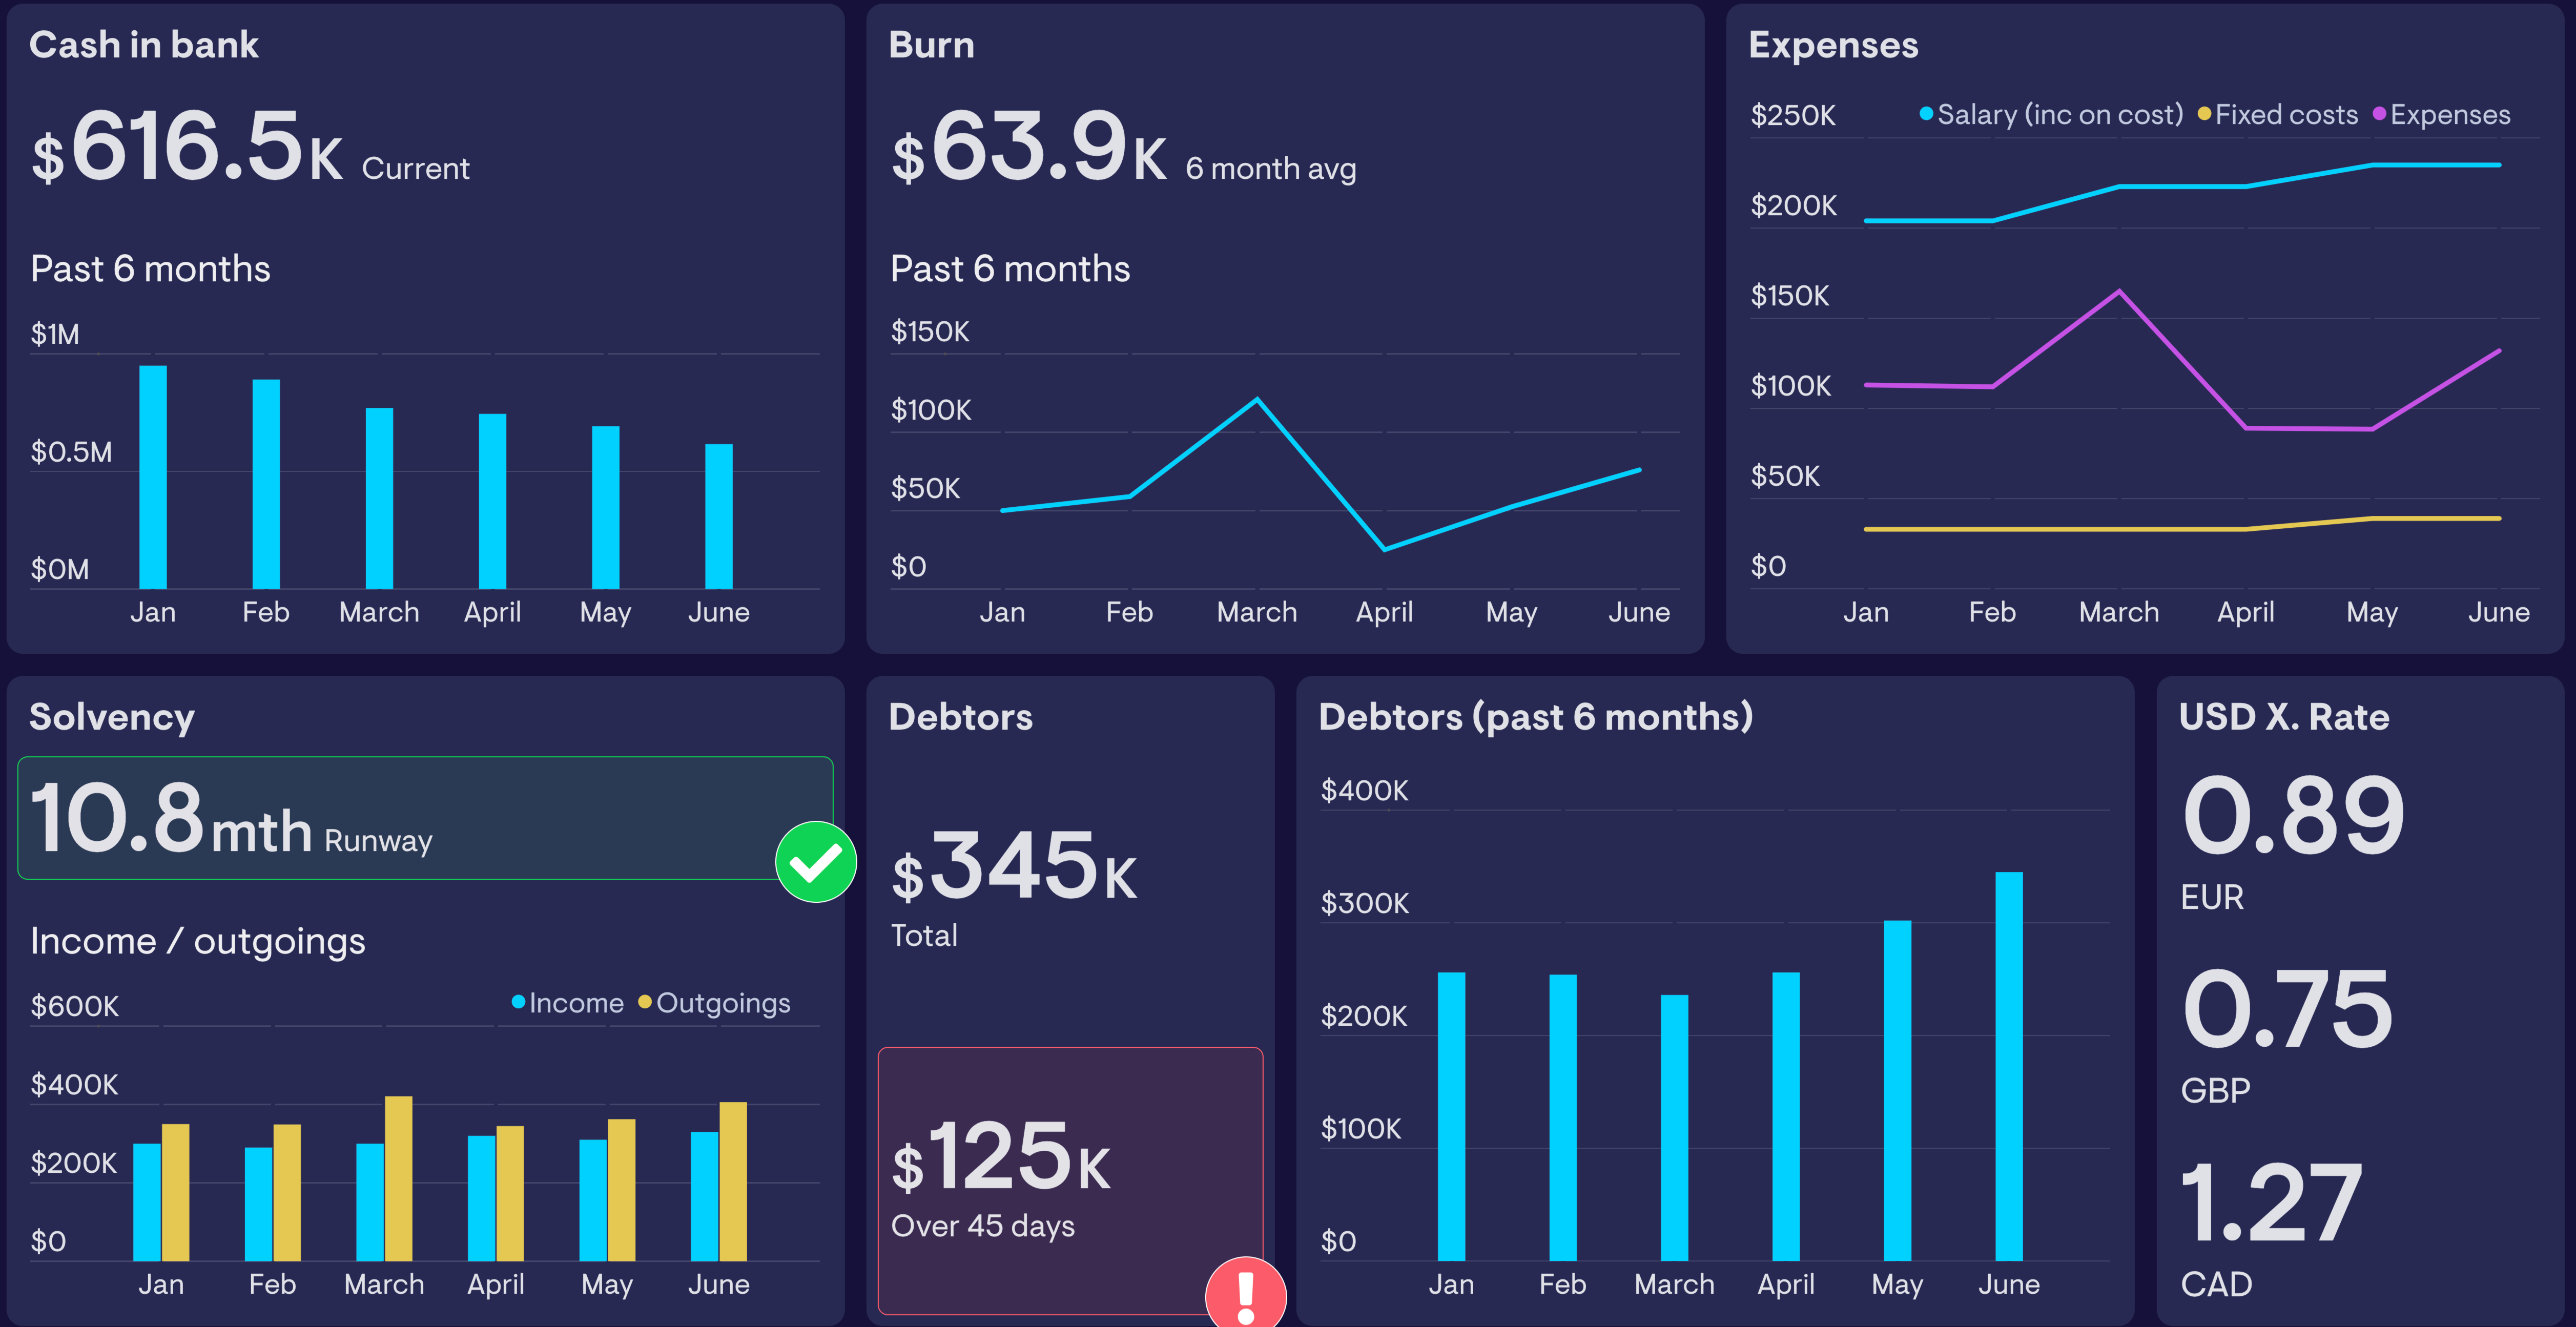 Cash in bank
$616.5K Current
Past 6 months
$1M
$0.5M
$0M
Jan Feb March April May June
Burn
$63.9K 6 month avg
Past 6 months
$150K
$100K
$50K
$0
Jan Feb March April May June
Expenses
Salary (inc on cost) Fixed costs Expenses
$250K
$200K
$150K
$100K
$50K
$0
Jan Feb March April May June
Solvency
10.8mth Runway
Income / outgoings
Income Outgoings
$600K
$400K
$200K
$0
Jan Feb March April May June
Debtors
$345K
Total
$125K
Over 45 days
!
Debtors (past 6 months)
$400K
$300K
$200K
$100K
$0
Jan Feb March April May June
USD X. Rate
0.89
EUR
0.75
GBP
1.27
CAD